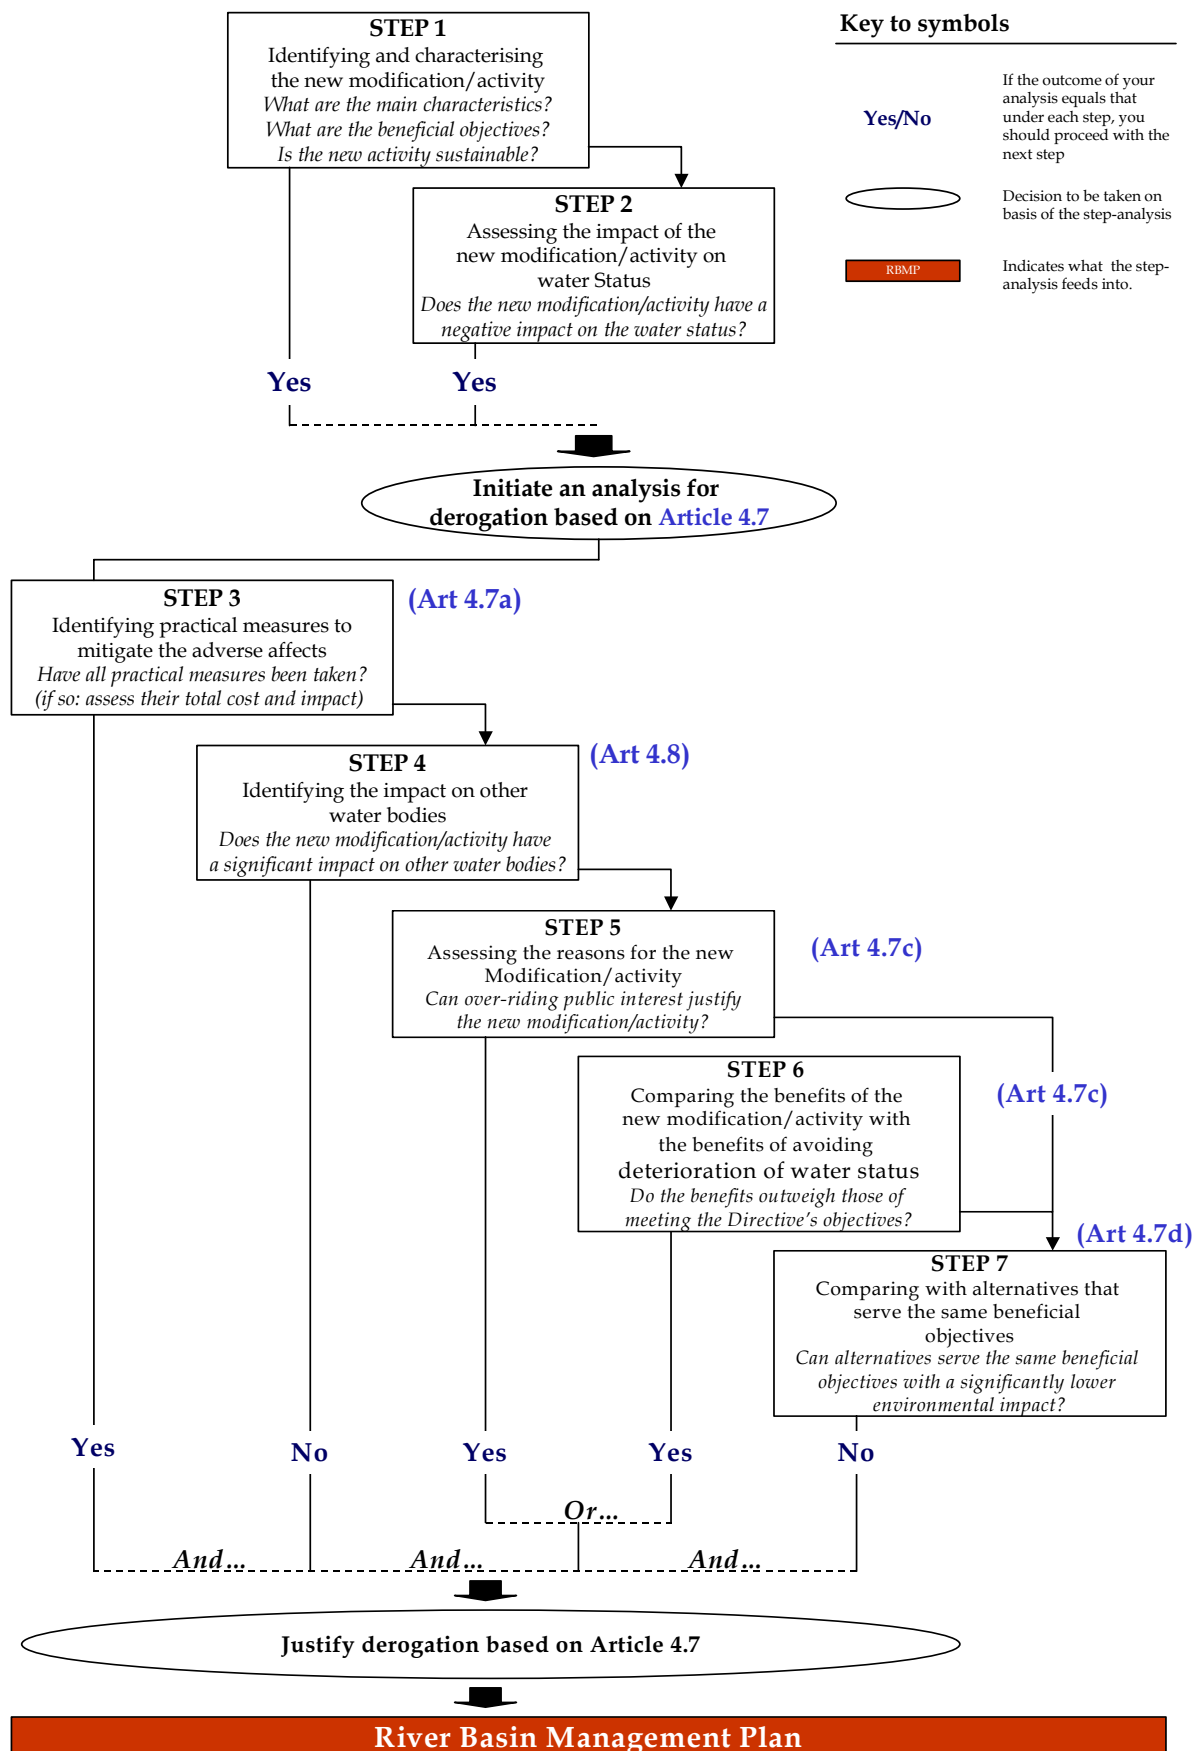 STEP 1
Identifying and characterising
the new modification/activity
What are the main characteristics?
What are the beneficial objectives?
Is the new activity sustainable?
Key to symbols
Yes/No
If the outcome of your
analysis equals that
under each step, you
should proceed with the
next step
Decision to be taken on
basis of the step-analysis
RBMP
Indicates what the step-
analysis feeds into.
STEP 2
Assessing the impact of the
new modification/activity on
water Status
Does the new modification/activity have a
negative impact on the water status?
Yes
Yes
Initiate an analysis for
derogation based on Article 4.7
STEP 3
Identifying practical measures to
mitigate the adverse affects
Have all practical measures been taken?
(if so: assess their total cost and impact)
(Art 4.7a)
STEP 4
Identifying the impact on other
water bodies
Does the new modification/activity have
a significant impact on other water bodies?
(Art 4.8)
STEP 5
Assessing the reasons for the new
Modification/activity
Can over-riding public interest justify
the new modification/activity?
(Art 4.7c)
STEP 6
Comparing the benefits of the
new modification/activity with
the benefits of avoiding
deterioration of water status
Do the benefits outweigh those of
meeting the Directive's objectives?
(Art 4.7c)
(Art 4.7d)
STEP 7
Comparing with alternatives that
serve the same beneficial
objectives
Can alternatives serve the same beneficial
objectives with a significantly lower
environmental impact?
Yes
No
Yes
Yes
No
Or...
And...
And...
And...
Justify derogation based on Article 4.7
River Basin Management Plan